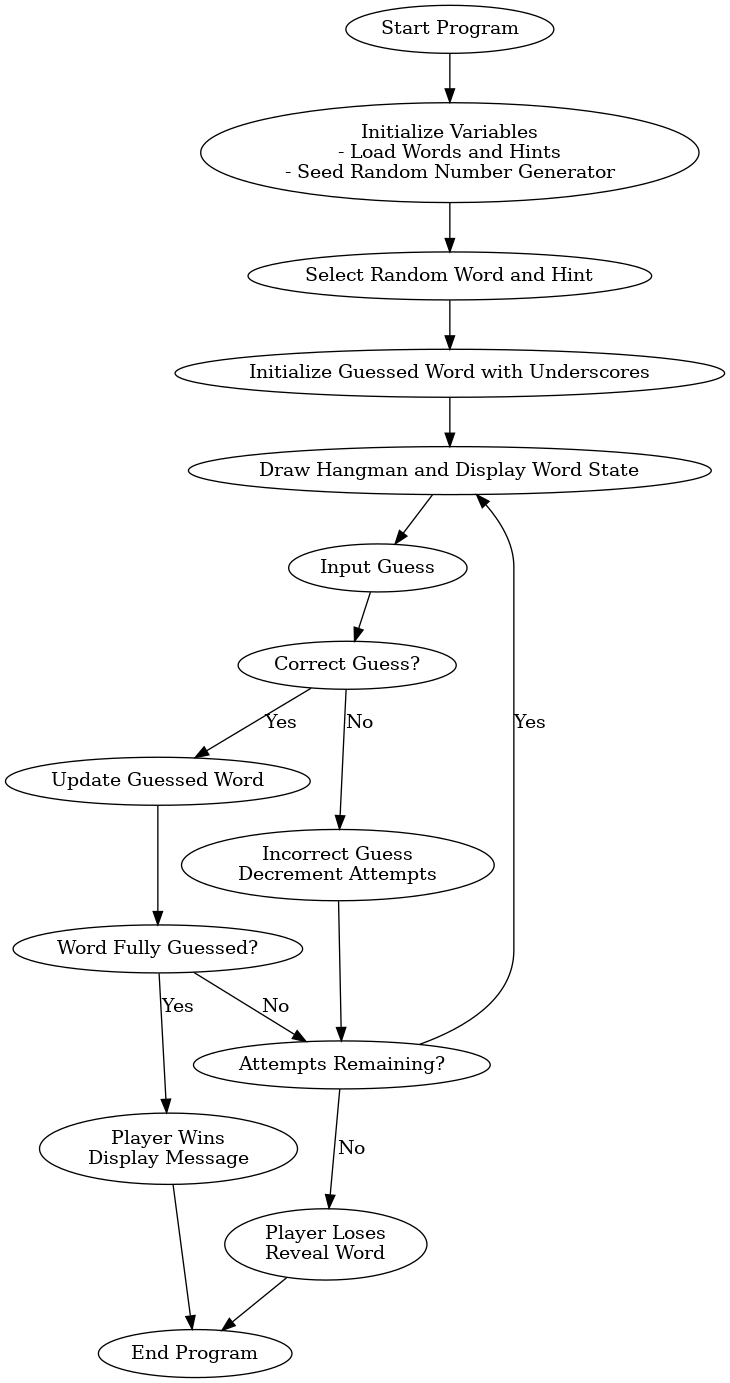 Start Program
Initialize Variables
- Load Words and Hints
- Seed Random Number Generator
Select Random Word and Hint
Initialize Guessed Word with Underscores
Draw Hangman and Display Word State
Input Guess
Correct Guess?
Yes
No
Yes
Update Guessed Word
Incorrect Guess
Decrement Attempts
Word Fully Guessed?
Yes
No
Attempts Remaining?
Player Wins
Display Message
No
Player Loses
Reveal Word
End Program